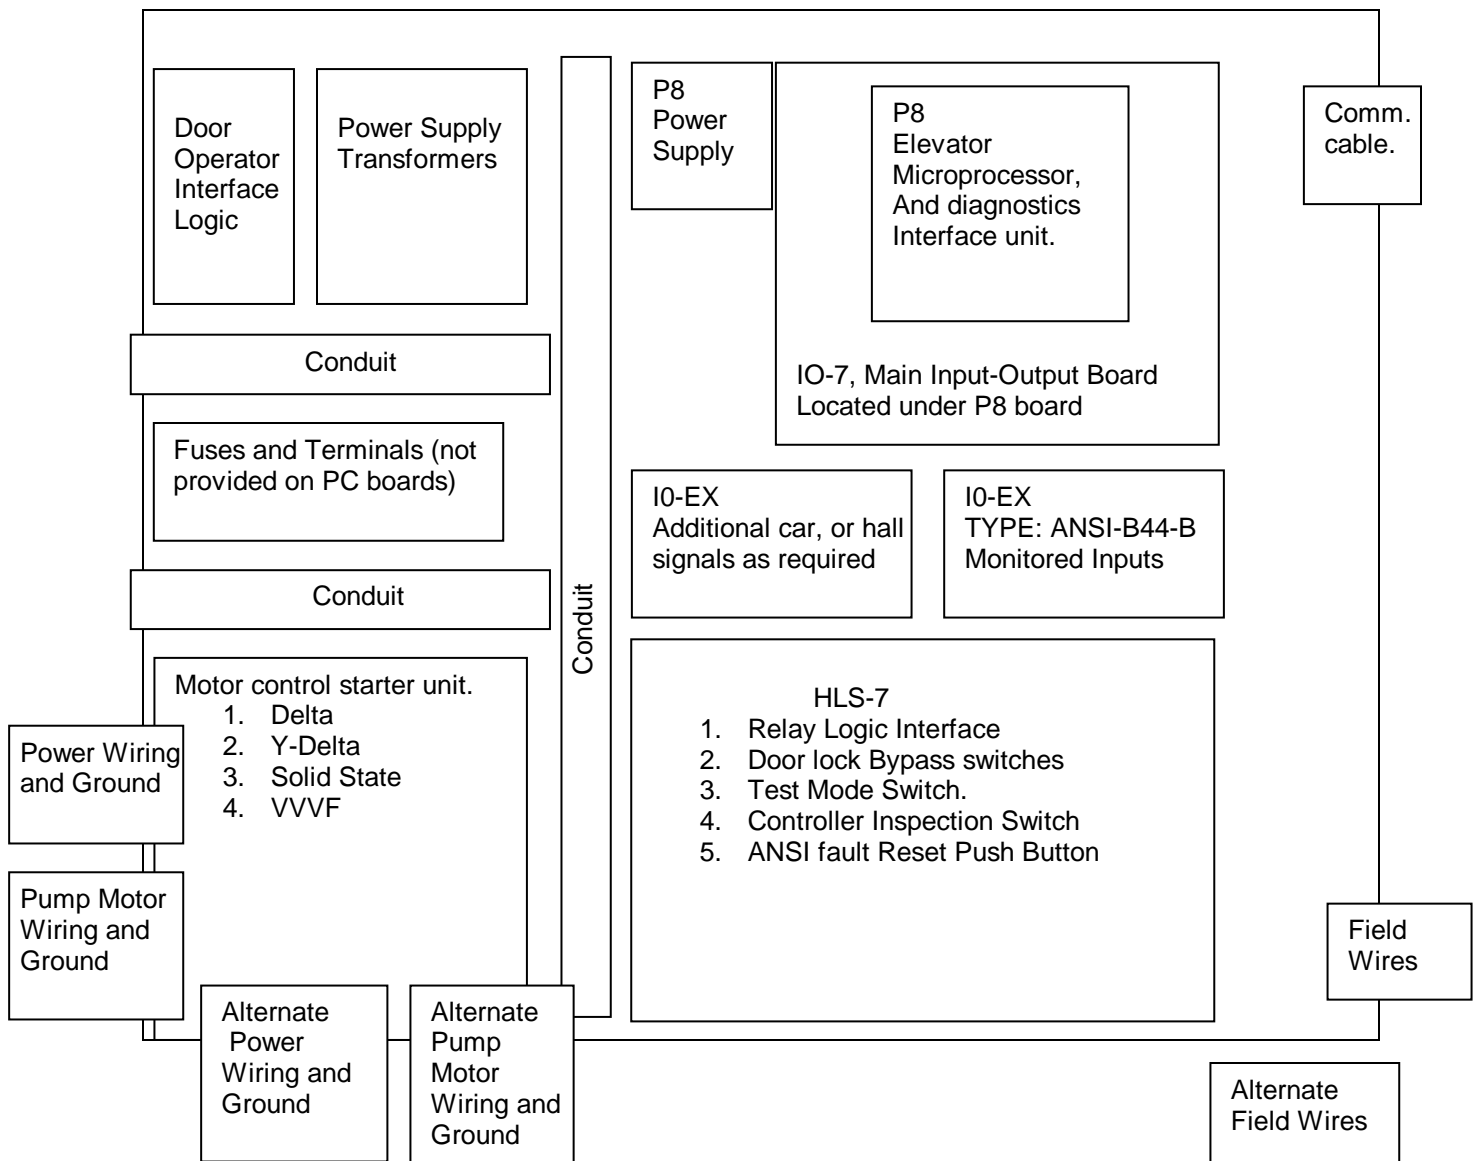 Door
Operator
Interface
Logic
Power Supply
Transformers
P8
Power
Supply
P8
Elevator
Microprocessor,
And diagnostics
Interface unit.
Comm.
cable.
Conduit
IO-7, Main Input-Output Board
Located under P8 board
Fuses and Terminals (not
provided on PC boards)
I0-EX
Additional car, or hall
signals as required
I0-EX
TYPE: ANSI-B44-B
Monitored Inputs
Conduit
Conduit
Motor control starter unit.
1. Delta
2. Y-Delta
3. Solid State
4. VVVF
HLS-7
1. Relay Logic Interface
2. Door lock Bypass switches
3. Test Mode Switch.
4. Controller Inspection Switch
5. ANSI fault Reset Push Button
Power Wiring
and Ground
Pump Motor
Wiring and
Ground
Field
Wires
Alternate
Power
Wiring and
Ground
Alternate
Pump
Motor
Wiring and
Ground
Alternate
Field Wires